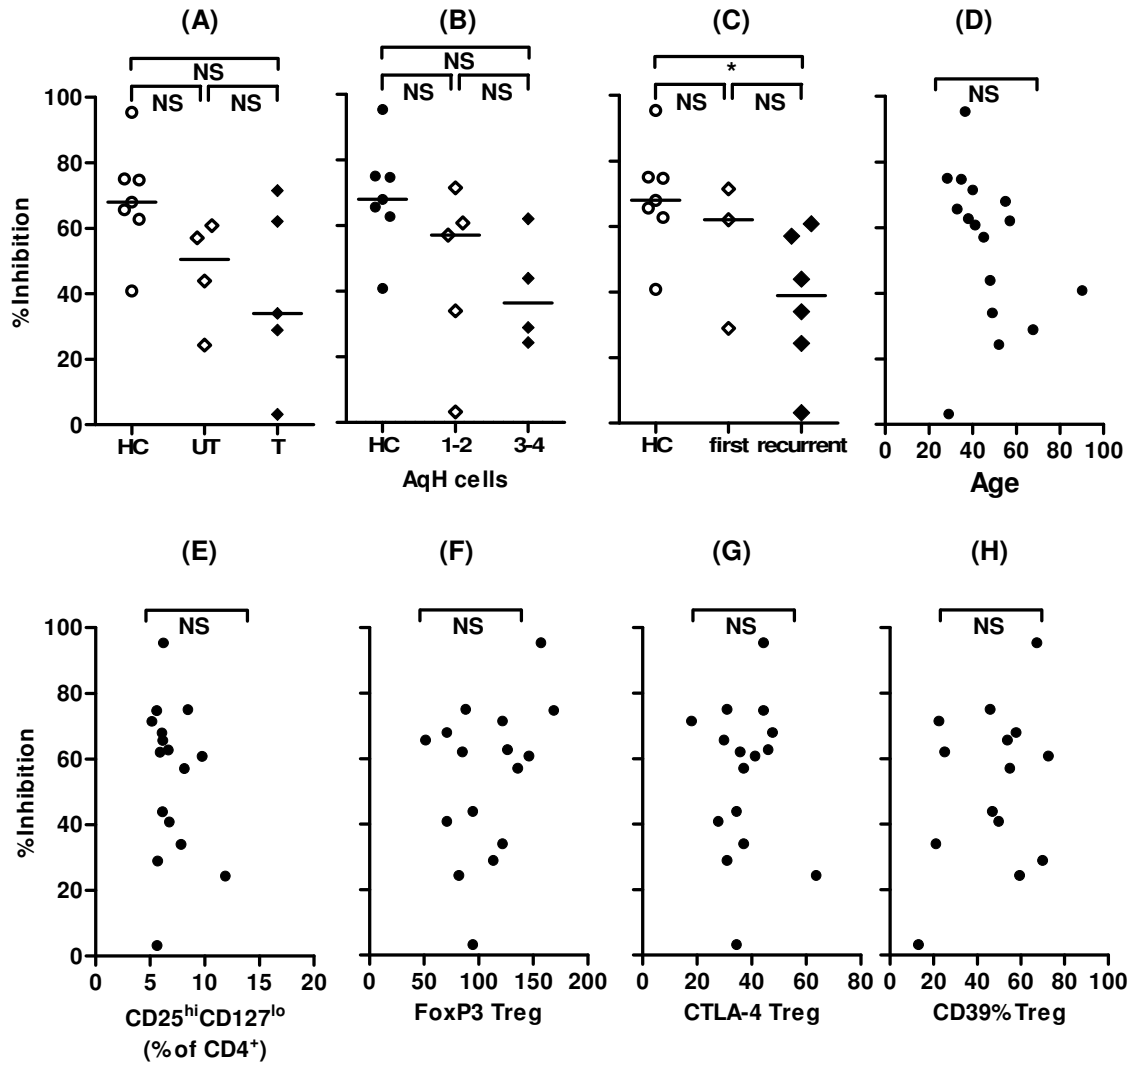 (A) (B) (C) (D)
NS NS * NS
NS NS NS NS NS NS
100
80
60
40
20
0
%Inhibition
HC UT T
HC 1-2 3-4
AqH cells
HC first recurrent
0 20 40 60 80 100
Age
(E) (F) (G) (H)
NS NS NS NS
100
80
60
40
20
0
%Inhibition
0 5 10 15 20
CD25hiCD127lo
(% of CD4+)
0 50 100 150 200
FoxP3 Treg
0 20 40 60 80
CTLA-4 Treg
0 20 40 60 80 100
CD39% Treg